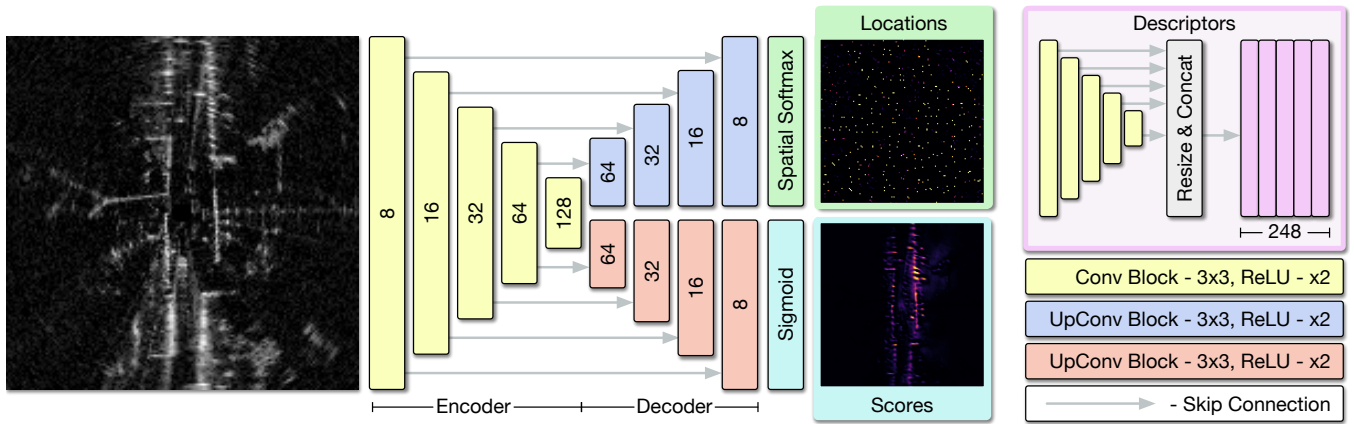 Locations
Descriptors
8
16
32
64
128
64
32
16
8
Spatial Softmax
64
32
16
8
Sigmoid
Resize & Concat
248
Scores
Encoder
Decoder
Conv Block - 3x3, ReLU - x2
UpConv Block - 3x3, ReLU - x2
UpConv Block - 3x3, ReLU - x2
- Skip Connection